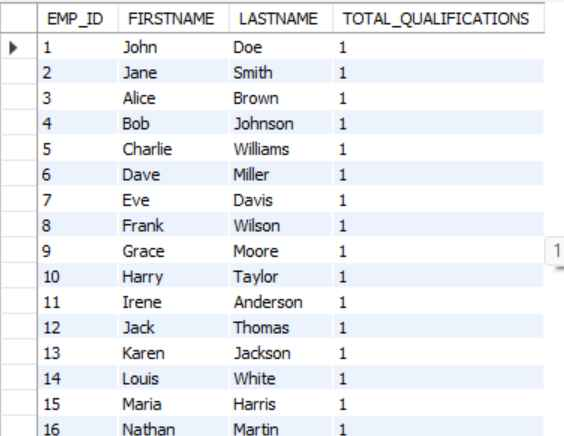 EMP_ID FIRSTNAME LASTNAME TOTAL_QUALIFICATIONS
1 John Doe 1
2 Jane Smith 1
3 Alice Brown 1
4 Bob Johnson 1
5 Charlie Williams 1
6 Dave Miller 1
7 Eve Davis 1
8 Frank Wilson 1
9 Grace Moore 1
1
10 Harry Taylor 1
11 Irene Anderson 1
12 Jack Thomas 1
13 Karen Jackson 1
14 Louis White 1
15 Maria Harris 1
16 Nathan Martin 1